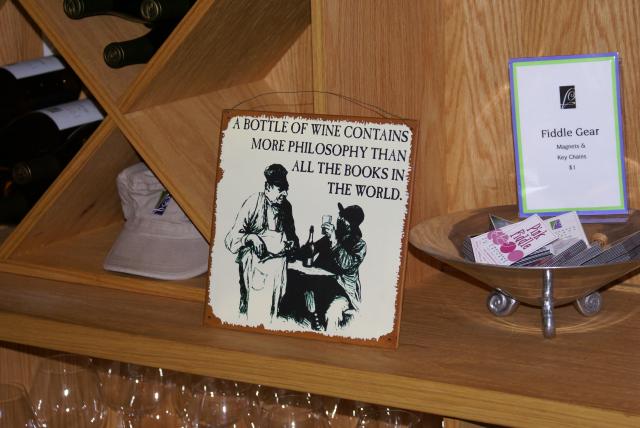 A BOTTLE OF WINE CONTAINS
MORE PHILOSOPHY THAN
ALL THE BOOKS IN
THE WORLD.
Fiddle Gear
Magnets &
Key Chains
$1
Pink
Fiddle